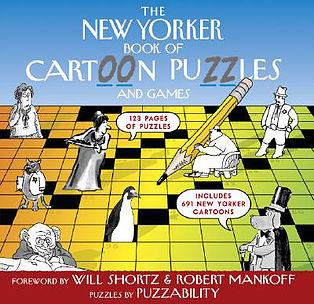 THE
NEW YORKER
BOOK OF
CARTOON PUZZLES
AND GAMES
123 PAGES
OF PUZZLES
INCLUDES
691 NEW YORKER
CARTOONS
FOREWORD BY WILL SHORTZ & ROBERT MANKOFF
PUZZLES BY PUZZABILITY